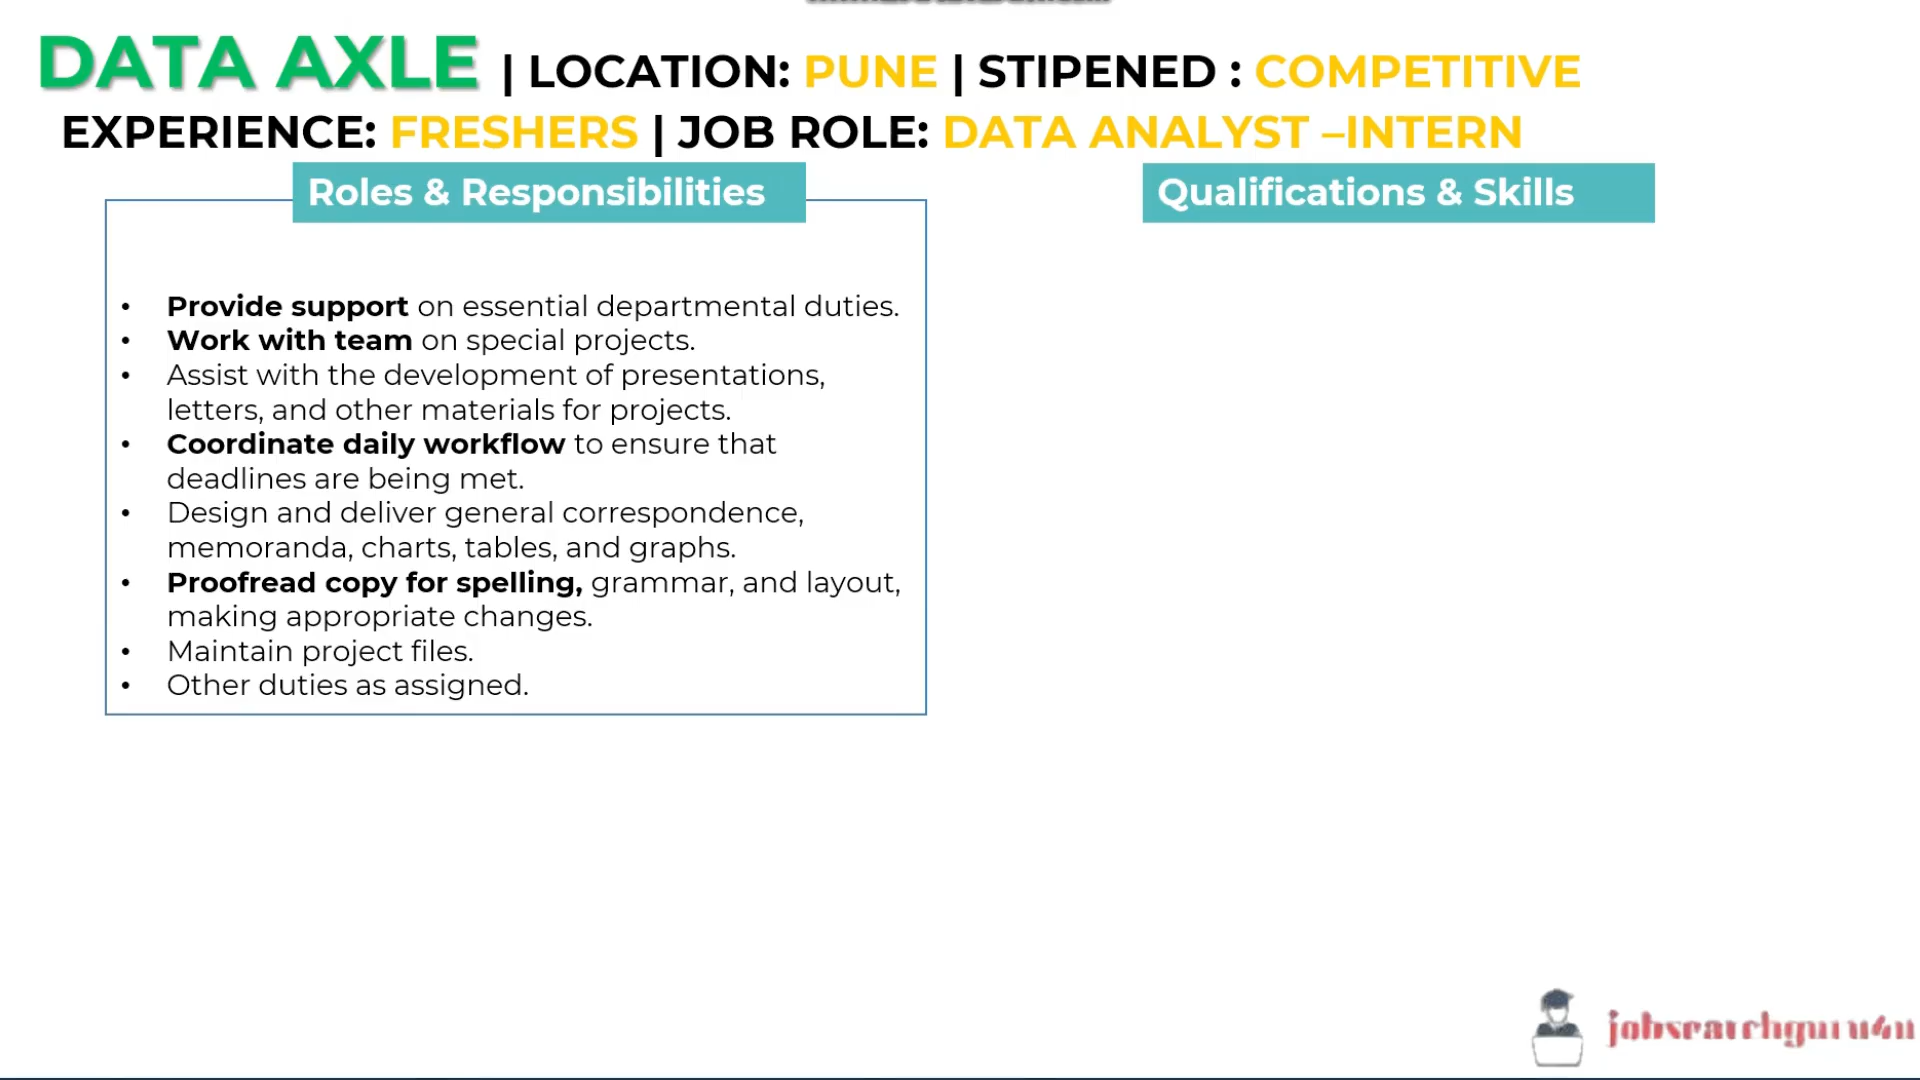 DATA AXLE | LOCATION: PUNE | STIPENED : COMPETITIVE
EXPERIENCE: FRESHERS | JOB ROLE: DATA ANALYST –INTERN
Roles & Responsibilities
• Provide support on essential departmental duties.
• Work with team on special projects.
• Assist with the development of presentations,
letters, and other materials for projects.
• Coordinate daily workflow to ensure that
deadlines are being met.
• Design and deliver general correspondence,
memoranda, charts, tables, and graphs.
• Proofread copy for spelling, grammar, and layout,
making appropriate changes.
• Maintain project files.
• Other duties as assigned.
Qualifications & Skills
jobsearchguru4u